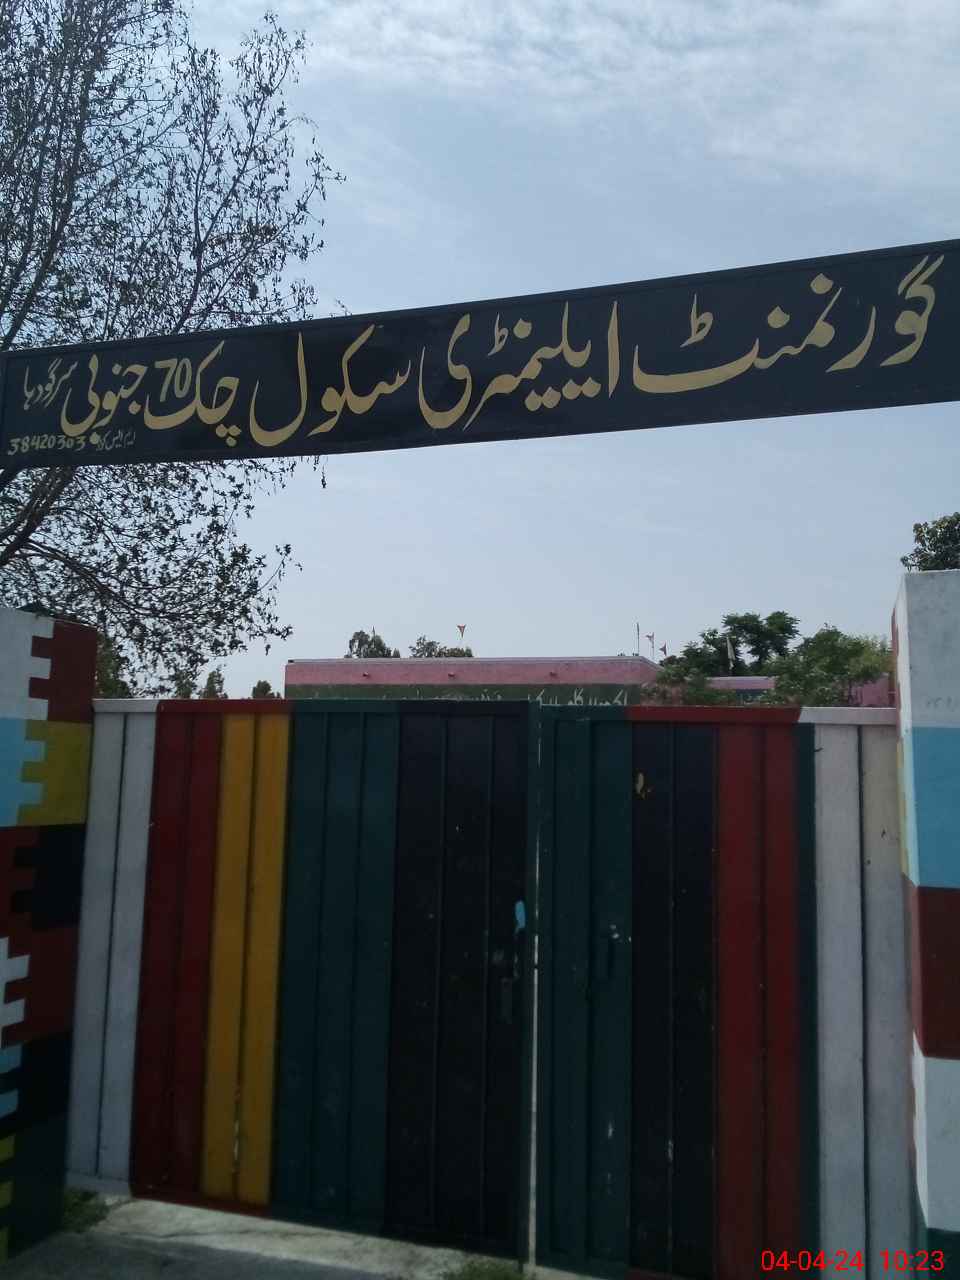 گورنمنٹ ایلیمنٹری سکول چک 70 جنوبی سرگودہا
ایم ایس کوڈ 38420303
04-04-24 10:23